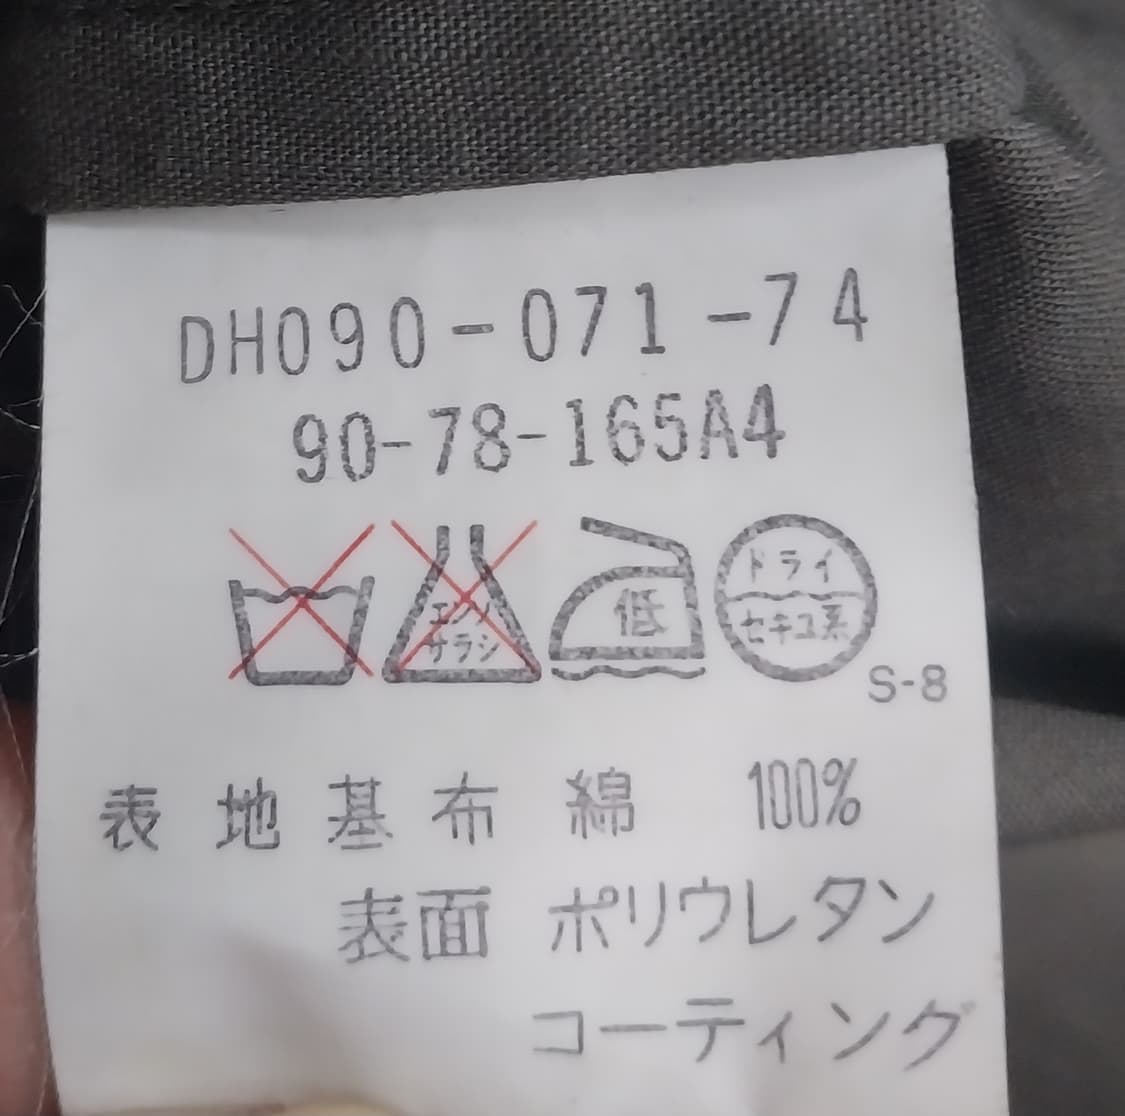 DH090-071-74
90-78-165A4
エンソ
サラシ
低
ドライ
セキユ系
S-8
表地基布綿 100%
表面 ポリウレタン
コーティング